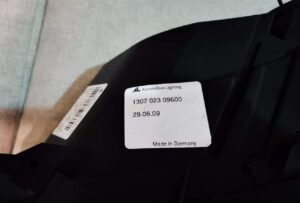 Automotive Lighting
1307 023 09600
29.06.09
Made in Germany